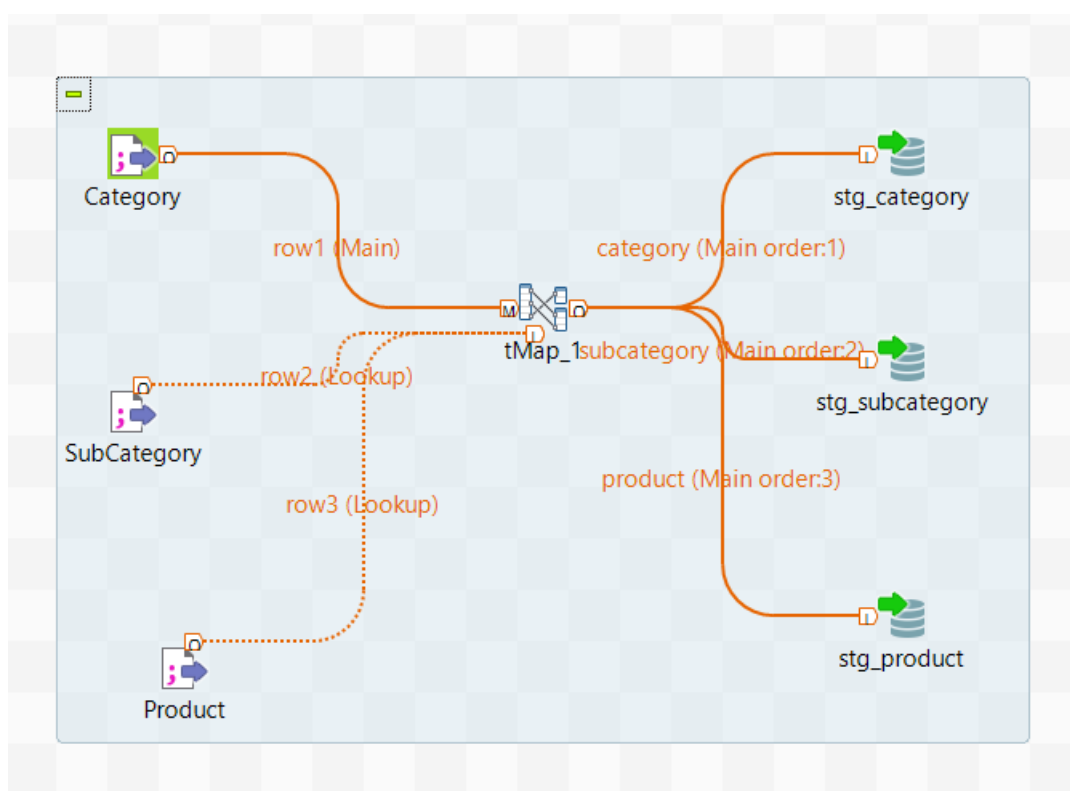 Category
stg_category
row1 (Main)
category (Main order:1)
tMap_1
subcategory (Main order:2)
row2 (Lookup)
stg_subcategory
SubCategory
product (Main order:3)
row3 (Lookup)
stg_product
Product